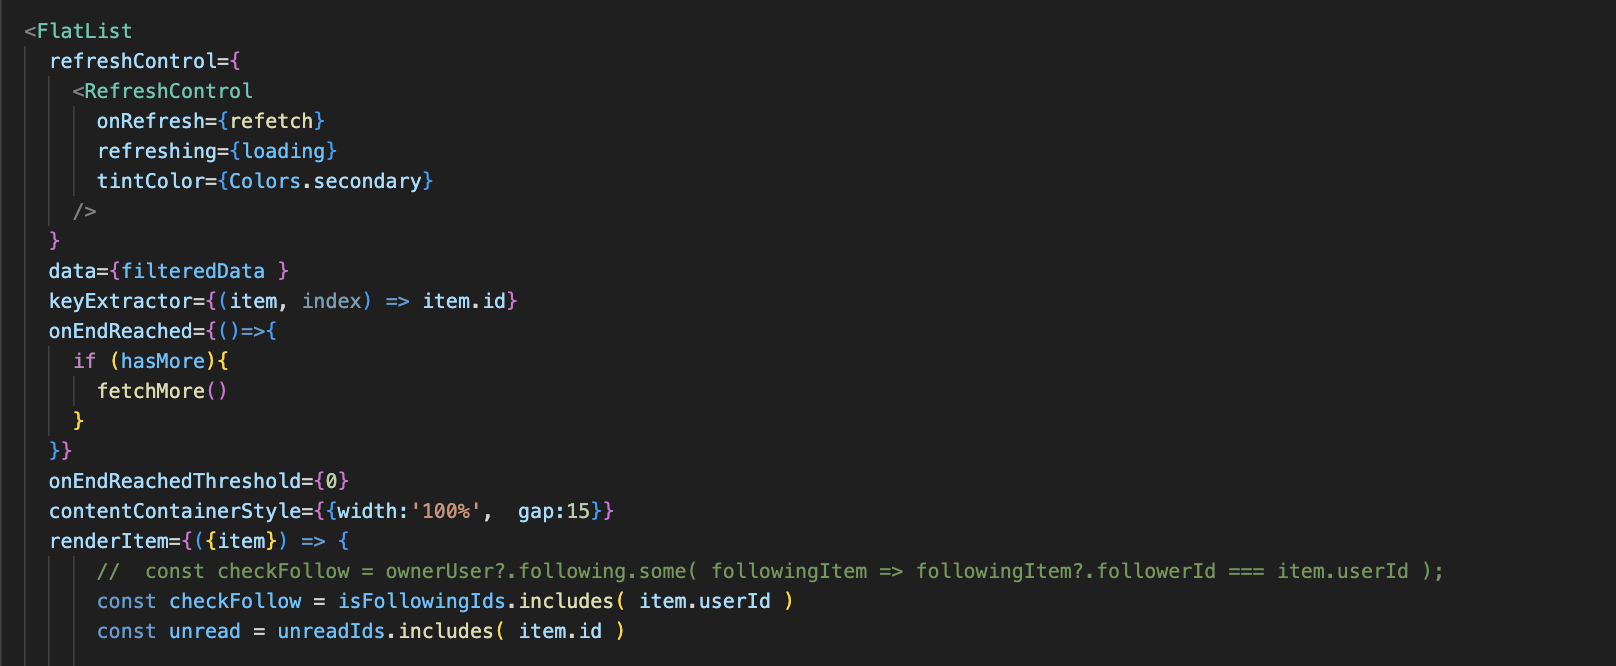 <FlatList
refreshControl={
<RefreshControl
onRefresh={refetch}
refreshing={loading}
tintColor={Colors.secondary}
/>
}
data={filteredData }
keyExtractor={(item, index) => item.id}
onEndReached={()=>{
if (hasMore){
fetchMore()
}
}}
onEndReachedThreshold={0}
contentContainerStyle={{width:'100%',  gap:15}}
renderItem={({item}) => {
//  const checkFollow = ownerUser?.following.some( followingItem => followingItem?.followerId === item.userId );
const checkFollow = isFollowingIds.includes( item.userId )
const unread = unreadIds.includes( item.id )